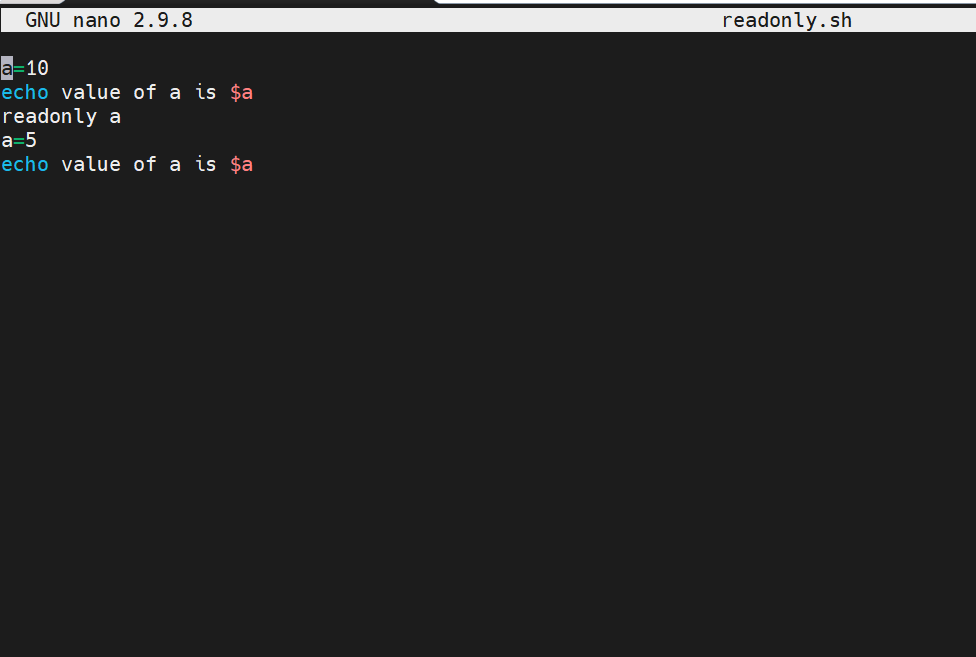 GNU nano 2.9.8 readonly.sh
a=10
echo value of a is $a
readonly a
a=5
echo value of a is $a